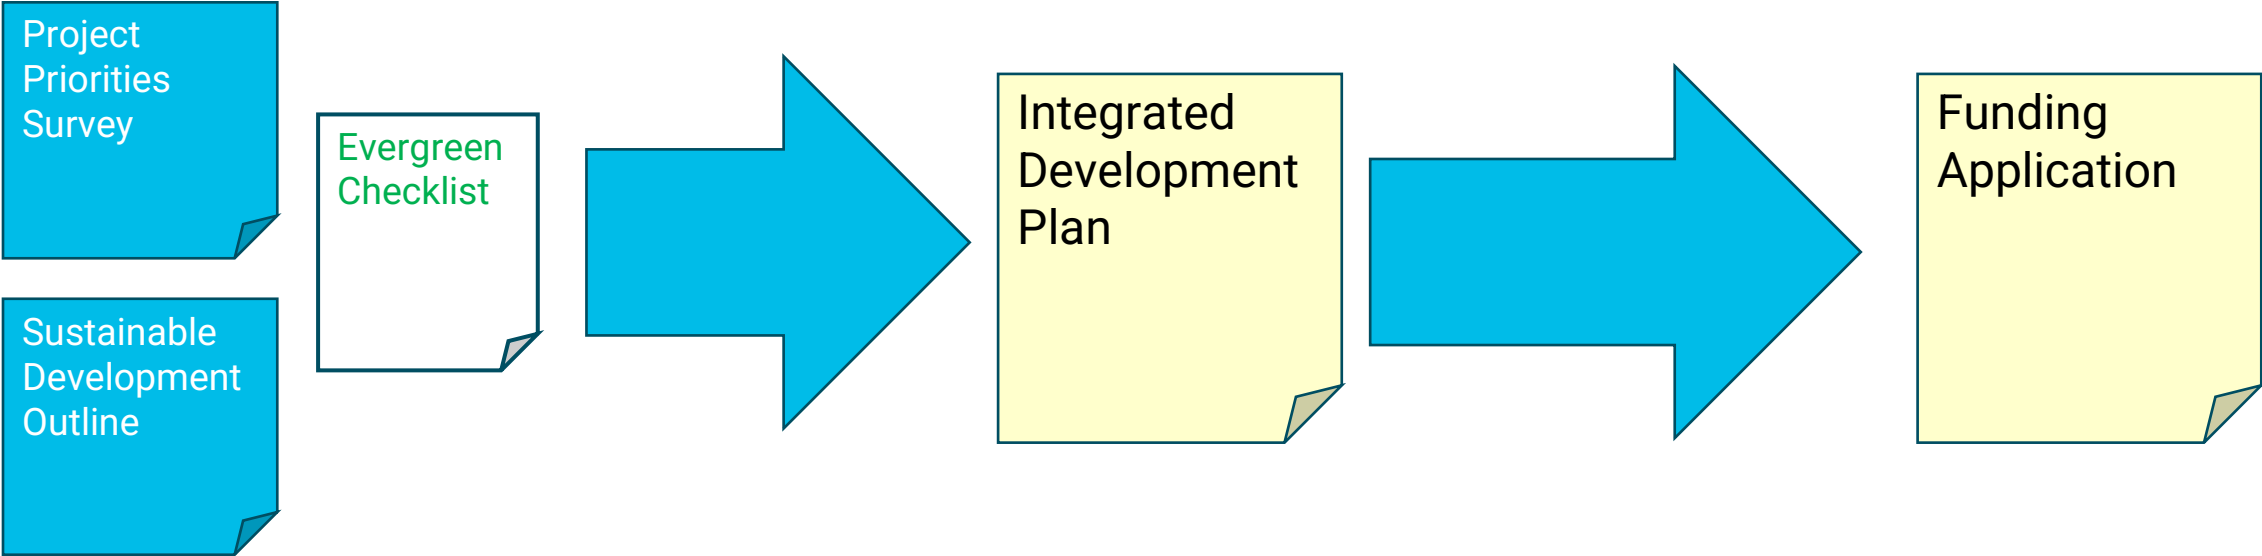 Project
Priorities
Survey
Sustainable
Development
Outline
Evergreen
Checklist
Integrated
Development
Plan
Funding
Application